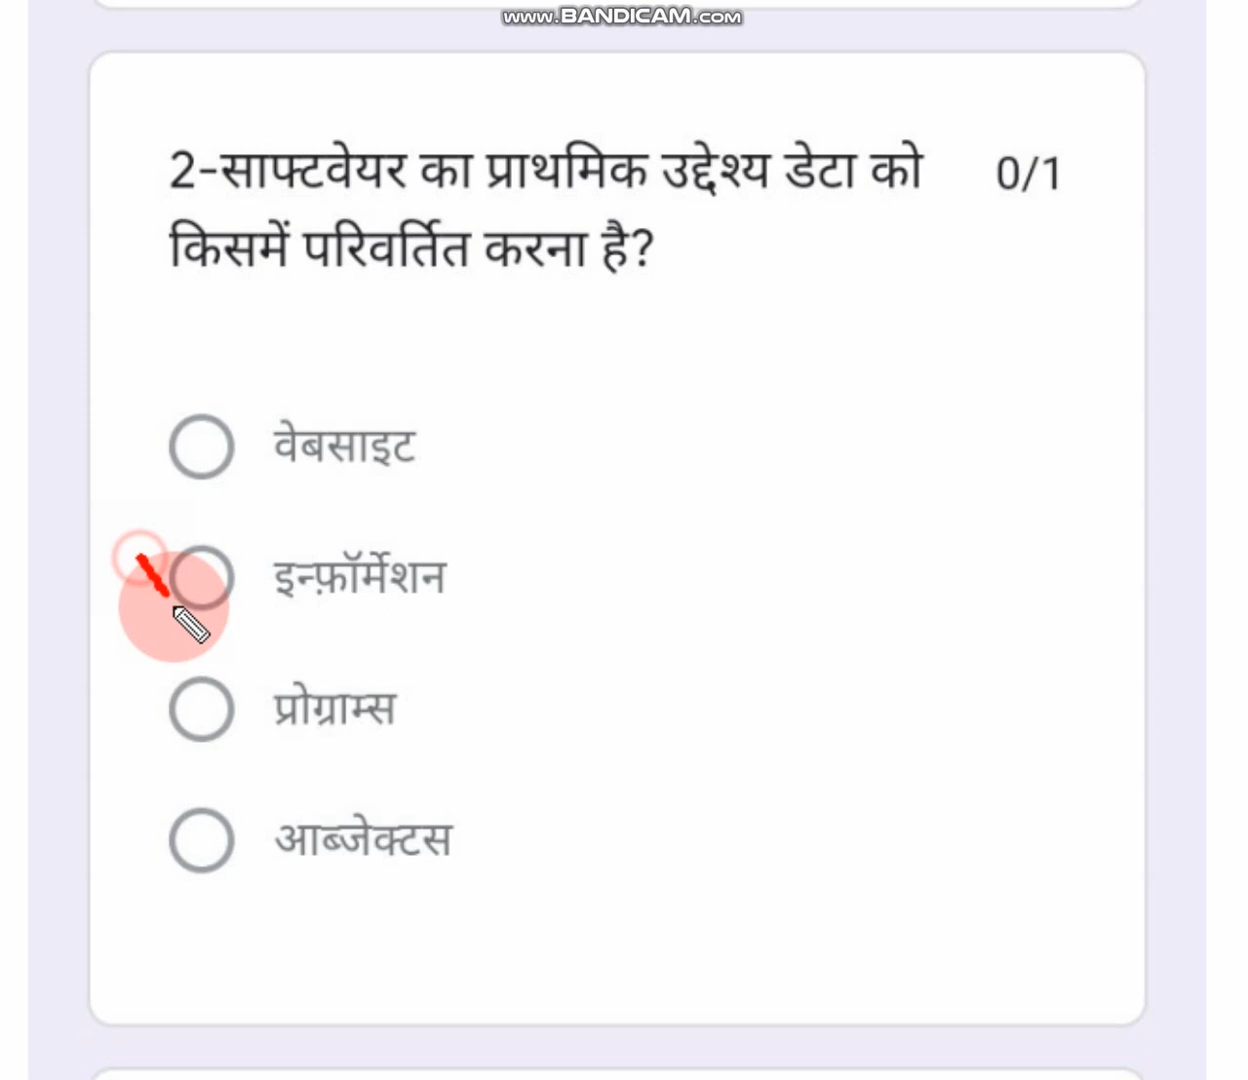 www.BANDICAM.com
2-साफ्टवेयर का प्राथमिक उद्देश्य डेटा को 0/1
किसमें परिवर्तित करना है?
वेबसाइट
इन्फ़ॉर्मेशन
प्रोग्राम्स
आब्जेक्टस